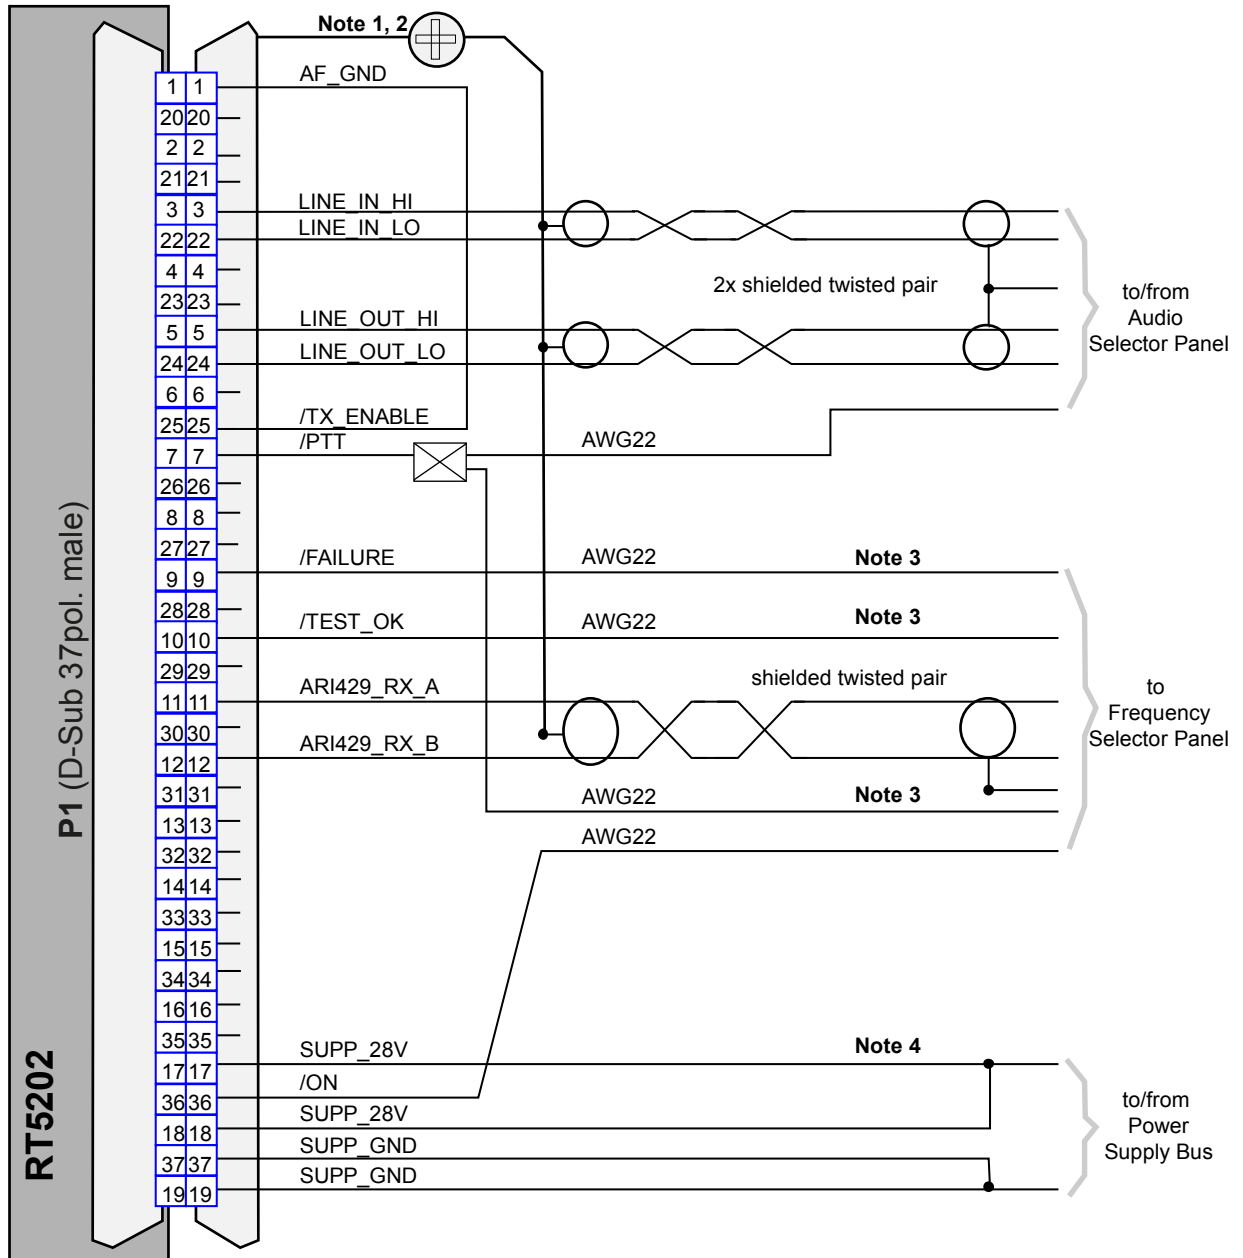 Note 1, 2
AF_GND
1 1
20 20
2 2
21 21
LINE_IN_HI
3 3
LINE_IN_LO
22 22
4 4
2x shielded twisted pair
23 23
LINE_OUT_HI
5 5
LINE_OUT_LO
24 24
to/from
Audio
Selector Panel
6 6
/TX_ENABLE
25 25
/PTT
AWG22
7 7
26 26
8 8
27 27
/FAILURE
AWG22
Note 3
9 9
28 28
/TEST_OK
AWG22
Note 3
10 10
29 29
shielded twisted pair
ARI429_RX_A
11 11
30 30
ARI429_RX_B
12 12
to
Frequency
Selector Panel
31 31
AWG22
Note 3
13 13
AWG22
32 32
14 14
33 33
15 15
34 34
16 16
35 35
SUPP_28V
Note 4
17 17
/ON
36 36
SUPP_28V
18 18
SUPP_GND
37 37
SUPP_GND
19 19
to/from
Power
Supply Bus
P1 (D-Sub 37pol. male)
RT5202